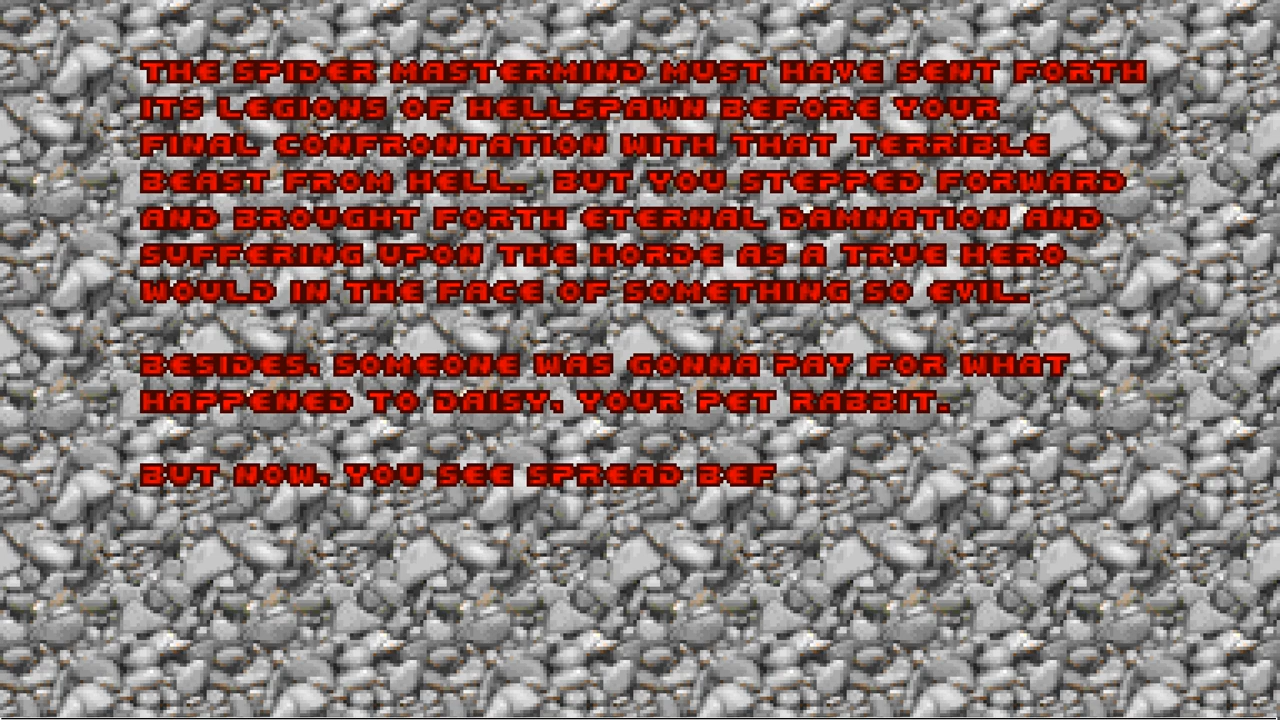 THE SPIDER MASTERMIND MUST HAVE SENT FORTH
ITS LEGIONS OF HELLSPAWN BEFORE YOUR
FINAL CONFRONTATION WITH THAT TERRIBLE
BEAST FROM HELL.  BUT YOU STEPPED FORWARD
AND BROUGHT FORTH ETERNAL DAMNATION AND
SUFFERING UPON THE HORDE AS A TRUE HERO
WOULD IN THE FACE OF SOMETHING SO EVIL.
BESIDES, SOMEONE WAS GONNA PAY FOR WHAT
HAPPENED TO DAISY, YOUR PET RABBIT.
BUT NOW, YOU SEE SPREAD BEF